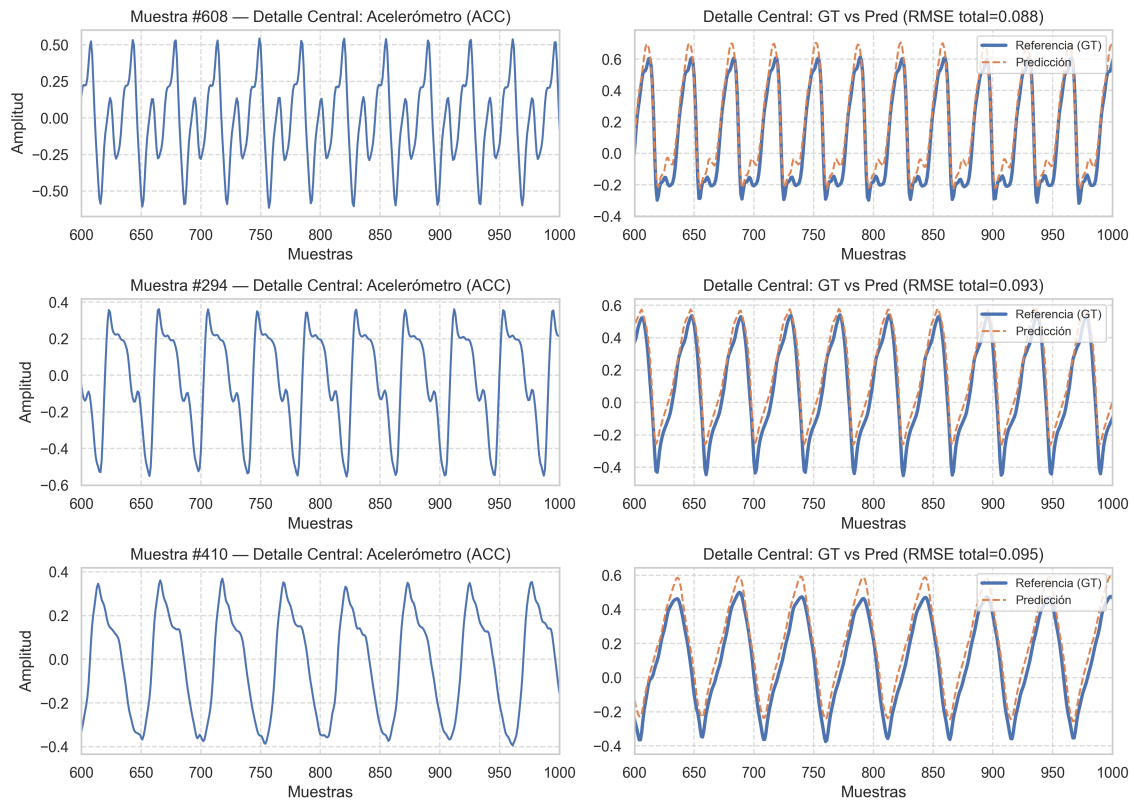 Muestra #608 — Detalle Central: Acelerómetro (ACC)
Amplitud
0.50
0.25
0.00
−0.25
−0.50
600 650 700 750 800 850 900 950 1000
Muestras
Detalle Central: GT vs Pred (RMSE total=0.088)
Referencia (GT)
Predicción
0.6
0.4
0.2
0.0
−0.2
−0.4
600 650 700 750 800 850 900 950 1000
Muestras
Muestra #294 — Detalle Central: Acelerómetro (ACC)
Amplitud
0.4
0.2
0.0
−0.2
−0.4
−0.6
600 650 700 750 800 850 900 950 1000
Muestras
Detalle Central: GT vs Pred (RMSE total=0.093)
Referencia (GT)
Predicción
0.6
0.4
0.2
0.0
−0.2
−0.4
600 650 700 750 800 850 900 950 1000
Muestras
Muestra #410 — Detalle Central: Acelerómetro (ACC)
Amplitud
0.4
0.2
0.0
−0.2
−0.4
600 650 700 750 800 850 900 950 1000
Muestras
Detalle Central: GT vs Pred (RMSE total=0.095)
Referencia (GT)
Predicción
0.6
0.4
0.2
0.0
−0.2
−0.4
600 650 700 750 800 850 900 950 1000
Muestras